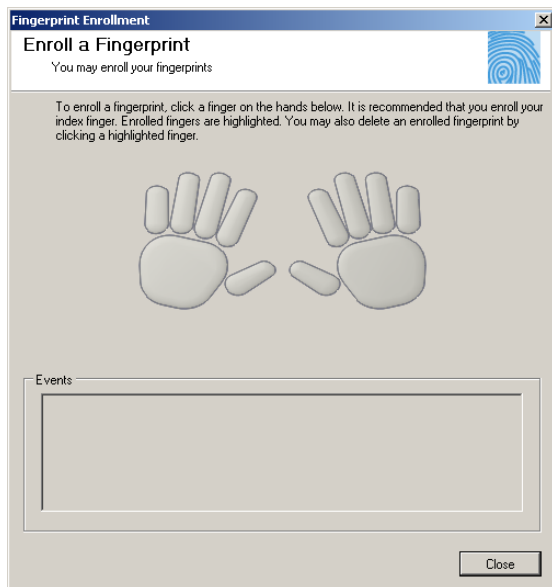 Fingerprint Enrollment
Enroll a Fingerprint
You may enroll your fingerprints
To enroll a fingerprint, click a finger on the hands below. It is recommended that you enroll your
index finger. Enrolled fingers are highlighted. You may also delete an enrolled fingerprint by
clicking a highlighted finger.
Events
Close